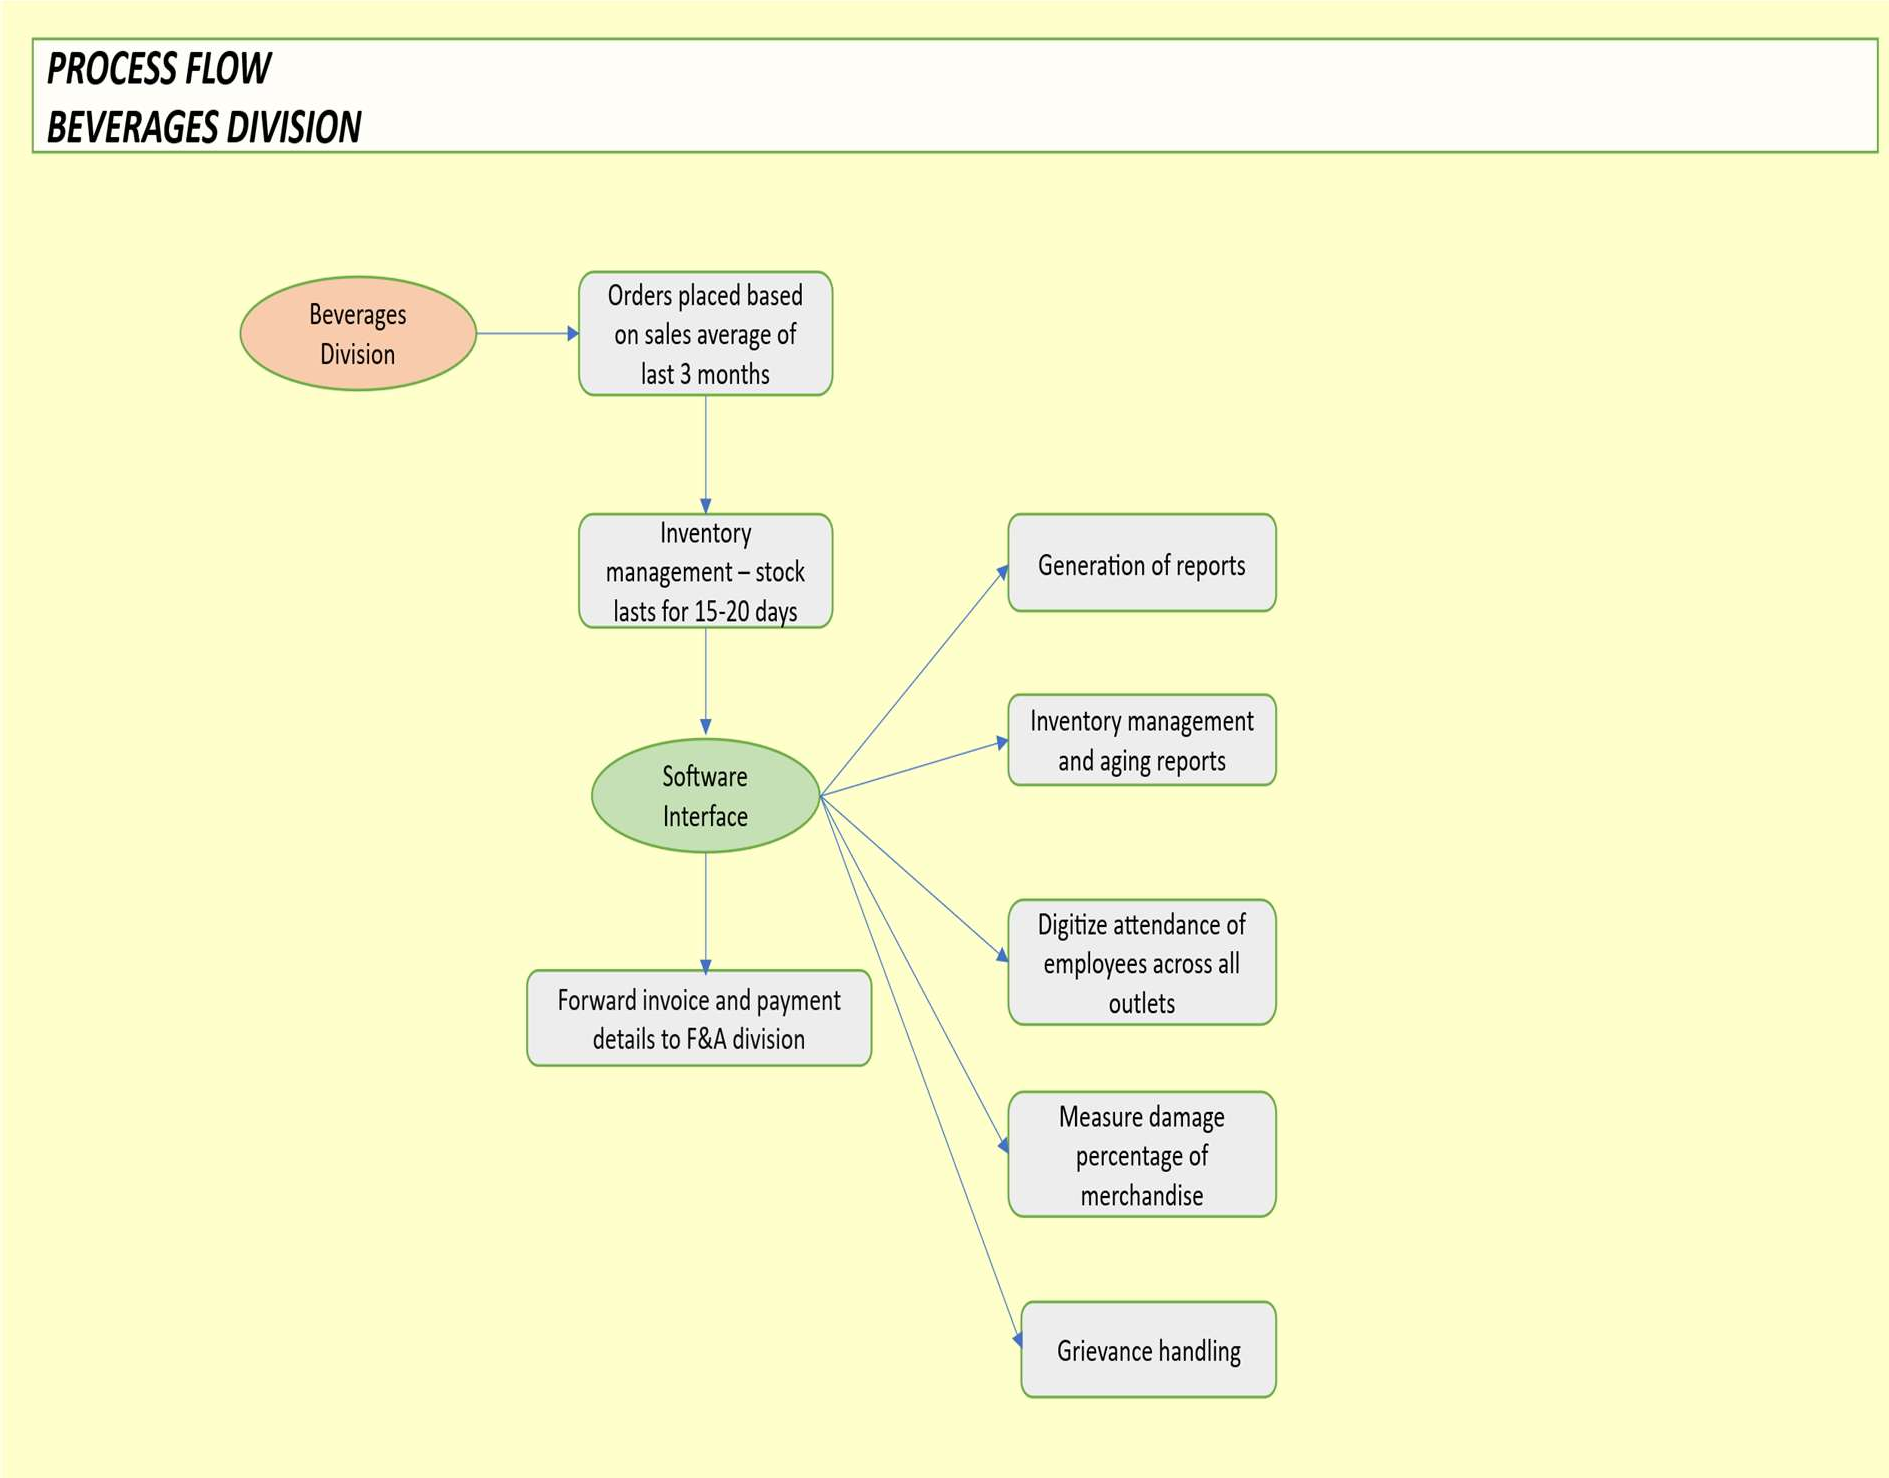 PROCESS FLOW
BEVERAGES DIVISION
Beverages
Division
Orders placed based
on sales average of
last 3 months
Inventory
management – stock
lasts for 15-20 days
Software
Interface
Forward invoice and payment
details to F&A division
Generation of reports
Inventory management
and aging reports
Digitize attendance of
employees across all
outlets
Measure damage
percentage of
merchandise
Grievance handling